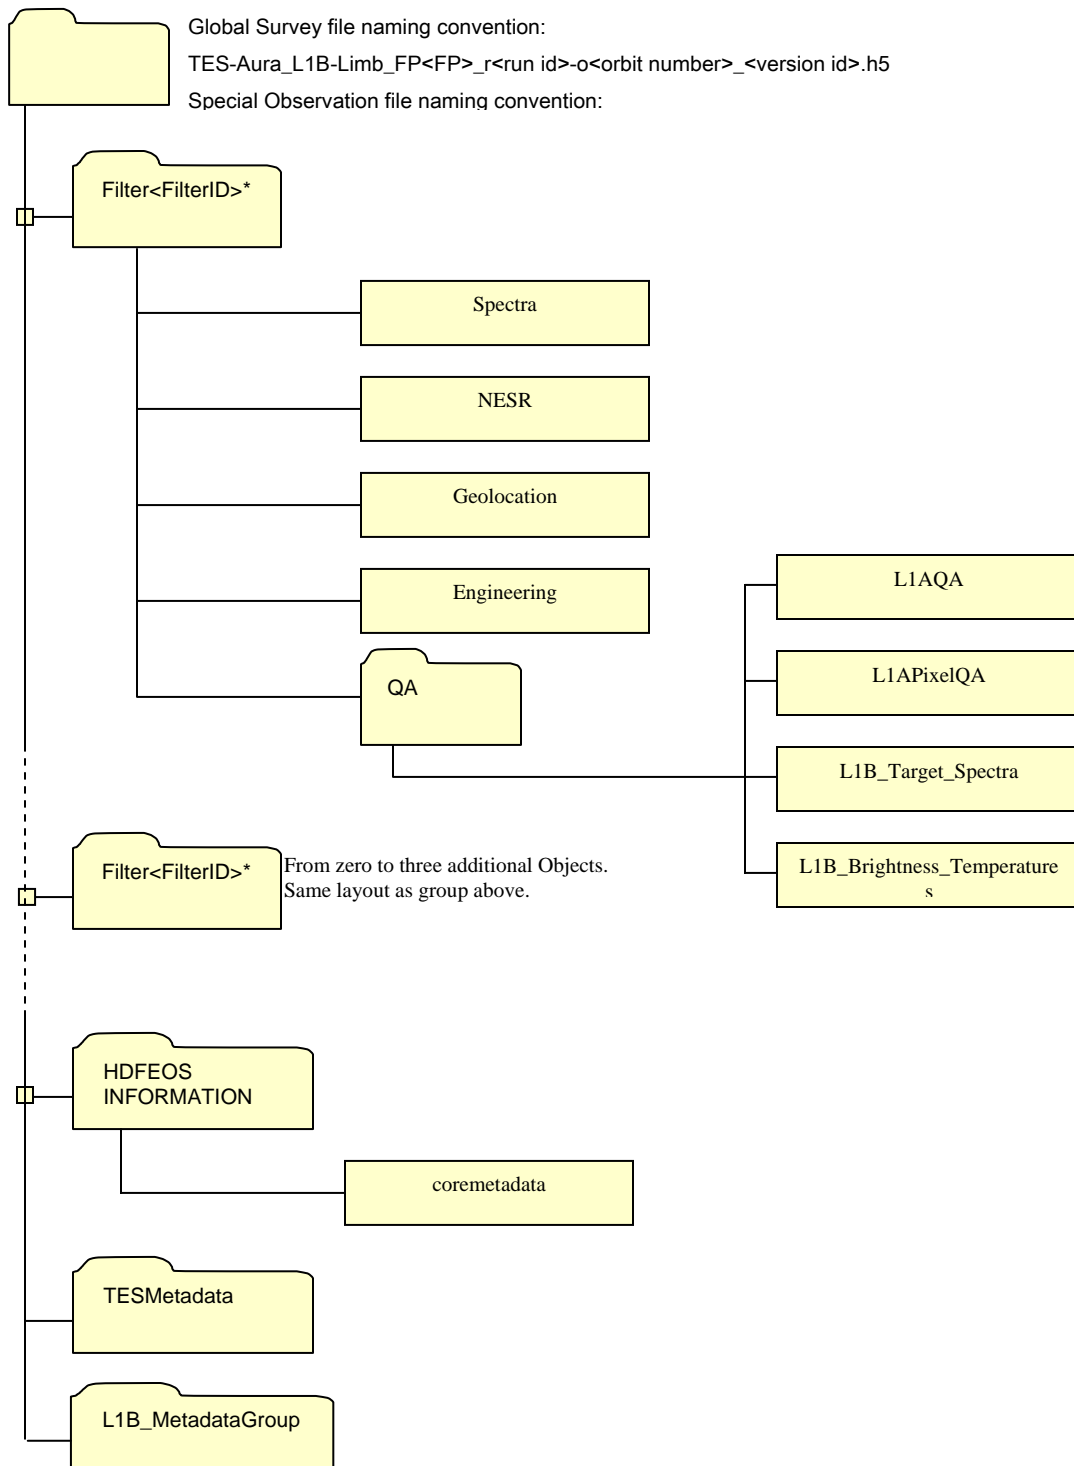 Global Survey file naming convention:
TES-Aura_L1B-Limb_FP<FP>_r<run id>-o<orbit number>_<version id>.h5
Special Observation file naming convention:
Filter<FilterID>*
Spectra
NESR
Geolocation
Engineering
QA
L1AQA
L1APixelQA
L1B_Target_Spectra
L1B_Brightness_Temperature
s
Filter<FilterID>*
From zero to three additional Objects.
Same layout as group above.
HDFEOS
INFORMATION
coremetadata
TESMetadata
L1B_MetadataGroup